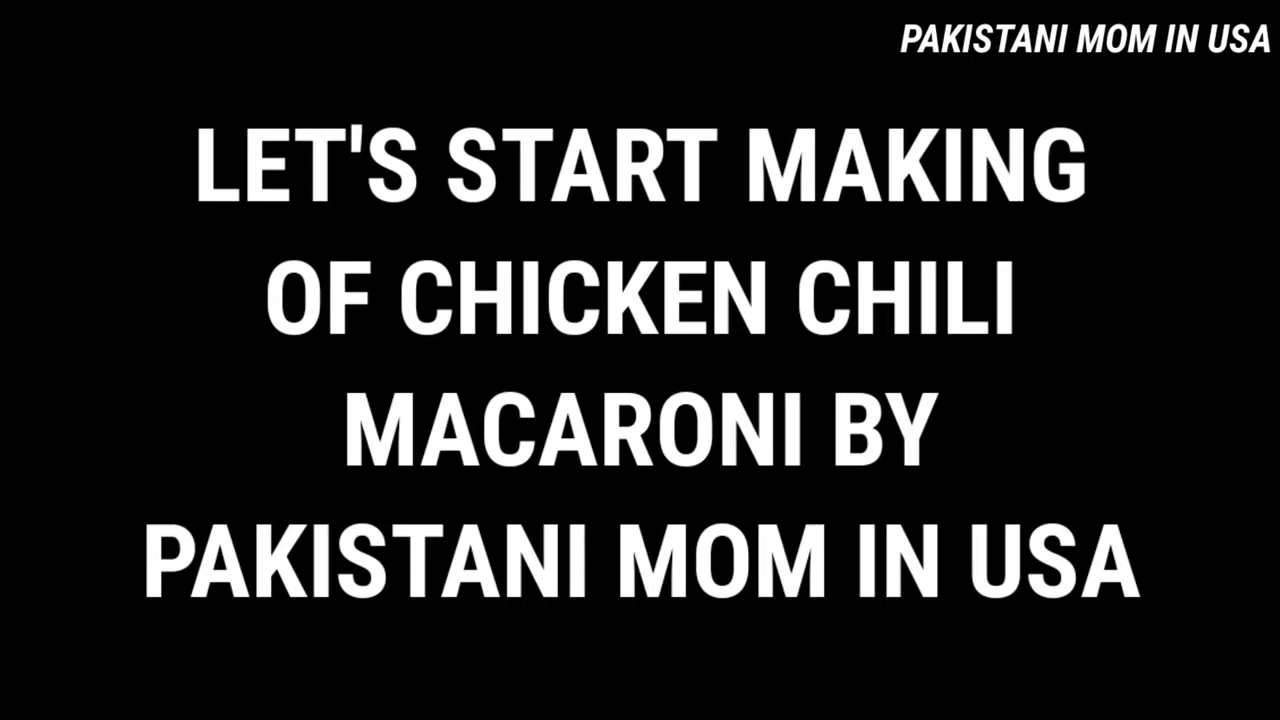 PAKISTANI MOM IN USA
LET'S START MAKING
OF CHICKEN CHILI
MACARONI BY
PAKISTANI MOM IN USA